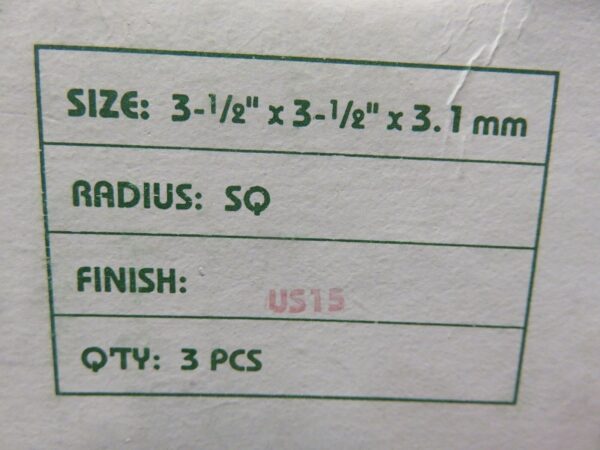 SIZE: 3-1/2" x 3-1/2" x 3.1 mm
RADIUS: SQ
FINISH: US15
QTY: 3 PCS